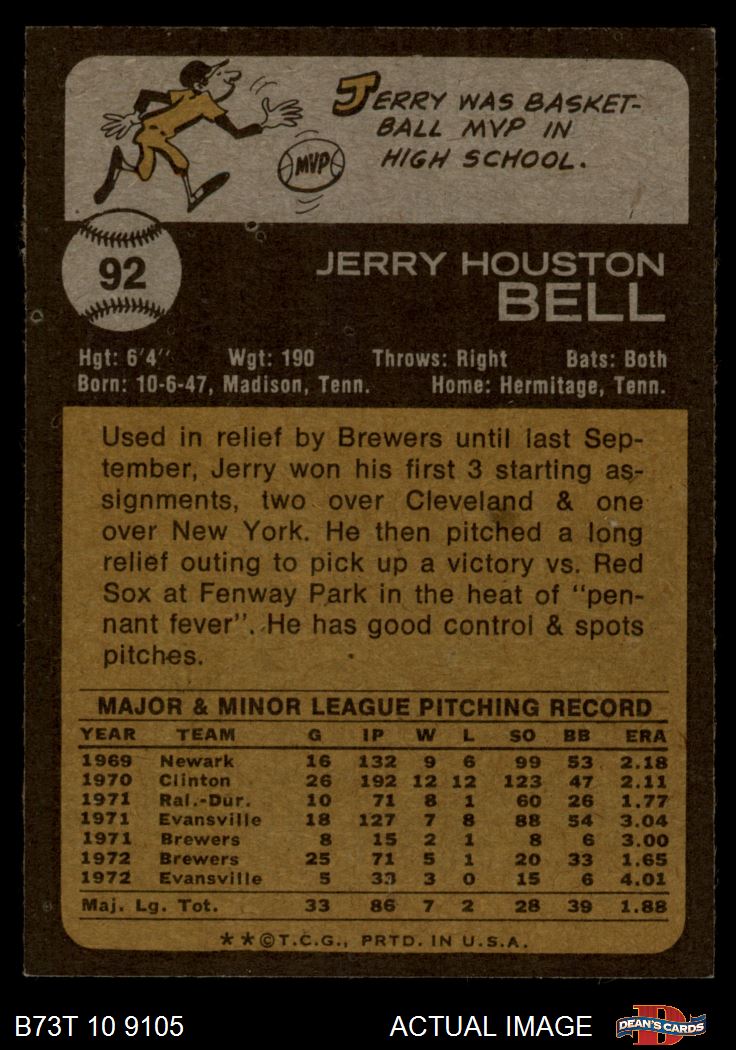 JERRY WAS BASKET-
BALL MVP IN
HIGH SCHOOL.
MVP
92
JERRY HOUSTON
BELL
Hgt: 6'4" Wgt: 190 Throws: Right Bats: Both
Born: 10-6-47, Madison, Tenn. Home: Hermitage, Tenn.
Used in relief by Brewers until last Sep-
tember, Jerry won his first 3 starting as-
signments, two over Cleveland & one
over New York. He then pitched a long
relief outing to pick up a victory vs. Red
Sox at Fenway Park in the heat of "pen-
nant fever". He has good control & spots
pitches.
MAJOR & MINOR LEAGUE PITCHING RECORD
YEAR TEAM G IP W L SO BB ERA
1969 Newark 16 132 9 6 99 53 2.18
1970 Clinton 26 192 12 12 123 47 2.11
1971 Ral.-Dur. 10 71 8 1 60 26 1.77
1971 Evansville 18 127 7 8 88 54 3.04
1971 Brewers 8 15 2 1 8 6 3.00
1972 Brewers 25 71 5 1 20 33 1.65
1972 Evansville 5 33 3 0 15 6 4.01
Maj. Lg. Tot. 33 86 7 2 28 39 1.88
**©T.C.G., PRTD. IN U.S.A.
B73T 10 9105 ACTUAL IMAGE D DEAN'S CARDS